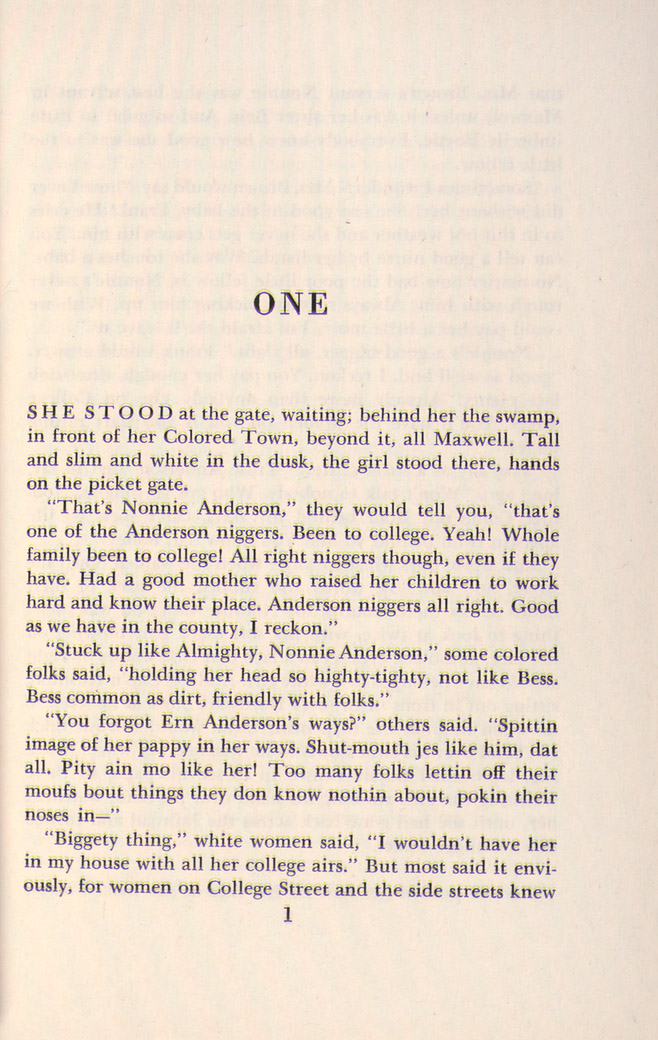 ONE
SHE STOOD at the gate, waiting; behind her the swamp,
in front of her Colored Town, beyond it, all Maxwell. Tall
and slim and white in the dusk, the girl stood there, hands
on the picket gate.
“That’s Nonnie Anderson,” they would tell you, “that’s
one of the Anderson niggers. Been to college. Yeah! Whole
family been to college! All right niggers though, even if they
have. Had a good mother who raised her children to work
hard and know their place. Anderson niggers all right. Good
as we have in the county, I reckon.”
“Stuck up like Almighty, Nonnie Anderson,” some colored
folks said, “holding her head so highty-tighty, not like Bess.
Bess common as dirt, friendly with folks.”
“You forgot Ern Anderson’s ways?” others said. “Spittin
image of her pappy in her ways. Shut-mouth jes like him, dat
all. Pity ain mo like her! Too many folks lettin off their
moufs bout things they don know nothin about, pokin their
noses in—”
“Biggety thing,” white women said, “I wouldn’t have her
in my house with all her college airs.” But most said it envi-
ously, for women on College Street and the side streets knew
1